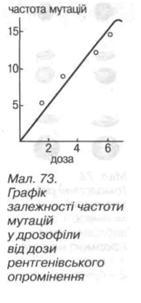 частота мутацій
15
10
5
2 4 6
доза
Мал. 73.
Графік
залежності частоти
мутацій
у дрозофіли
від дози
рентгенівського
опромінення